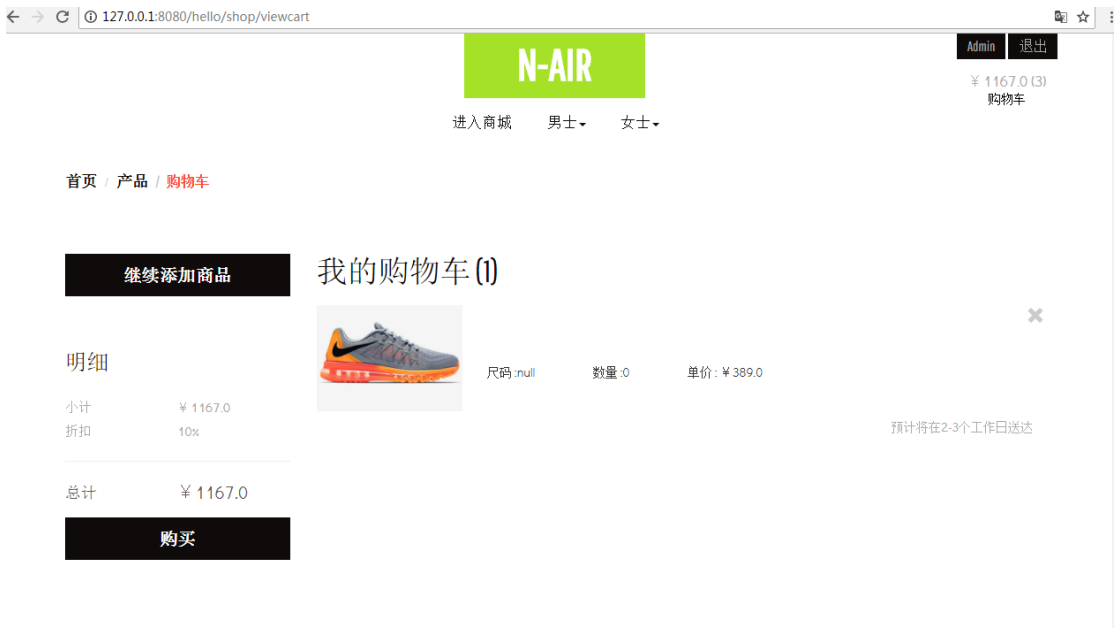 127.0.0.1:8080/hello/shop/viewcart
N-AIR
Admin 退出
¥ 1167.0 (3)
购物车
进入商城 男士 女士
首页 / 产品 / 购物车
继续添加商品
我的购物车 (1)
尺码 :null 数量 :0 单价 : ¥ 389.0
预计将在2-3个工作日送达
明细
小计 ¥ 1167.0
折扣 10%
总计 ¥ 1167.0
购买